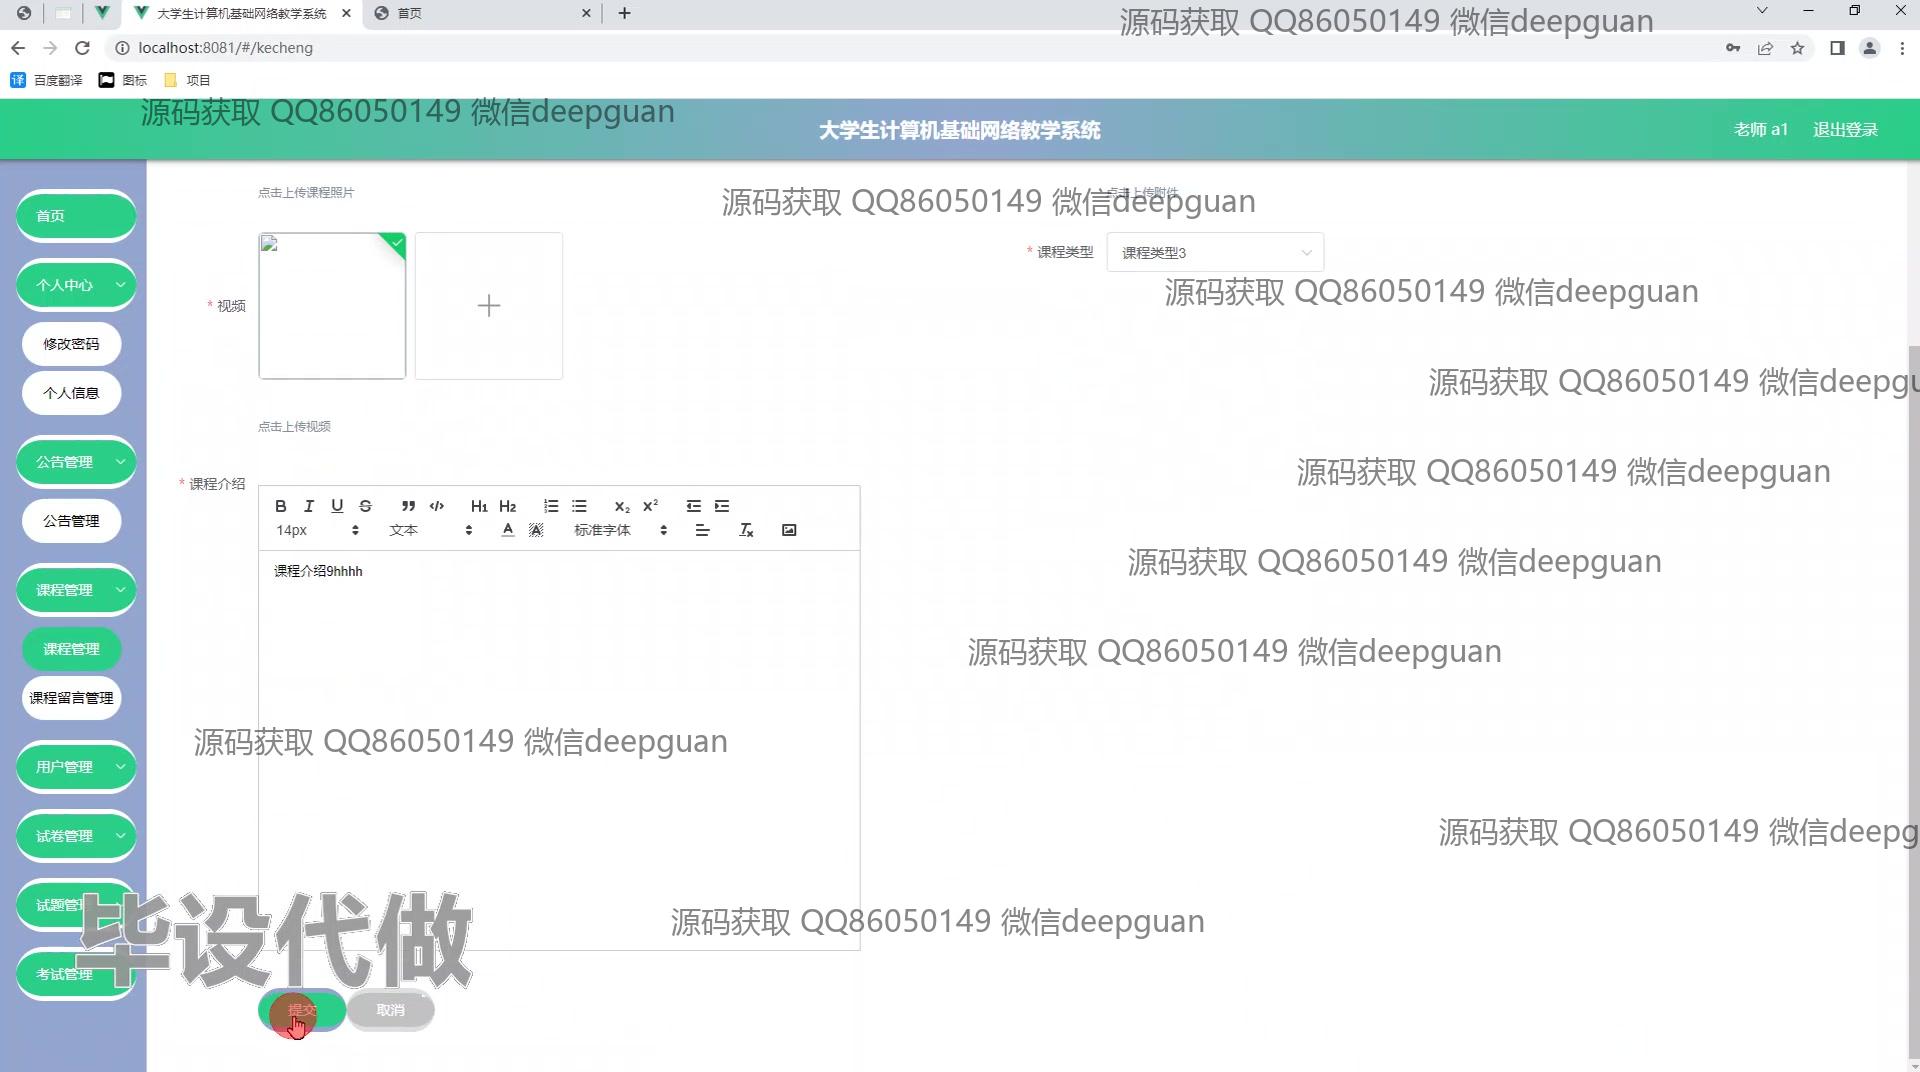 大学生计算机基础网络教学系统
首页
源码获取 QQ86050149 微信deepguan
localhost:8081/#/kecheng
百度翻译
图标
项目
源码获取 QQ86050149 微信deepguan
大学生计算机基础网络教学系统
老师 a1
退出登录
点击上传课程照片
点击上传附件
源码获取 QQ86050149 微信deepguan
首页
* 课程类型
课程类型3
个人中心
* 视频
源码获取 QQ86050149 微信deepguan
修改密码
个人信息
源码获取 QQ86050149 微信deepgu
点击上传视频
公告管理
源码获取 QQ86050149 微信deepguan
* 课程介绍
公告管理
B I U S H1 H2 X2 X2
14px 文本 A 标准字体
课程介绍9hhhh
源码获取 QQ86050149 微信deepguan
课程管理
课程管理
源码获取 QQ86050149 微信deepguan
课程留言管理
源码获取 QQ86050149 微信deepguan
用户管理
试卷管理
源码获取 QQ86050149 微信deepg
试题管理
毕设代做
源码获取 QQ86050149 微信deepguan
考试管理
提交
取消